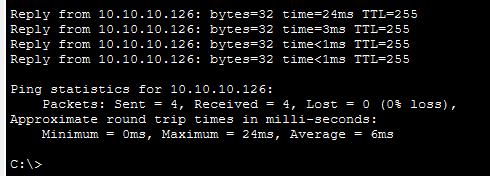 Reply from 10.10.10.126: bytes=32 time=24ms TTL=255
Reply from 10.10.10.126: bytes=32 time=3ms TTL=255
Reply from 10.10.10.126: bytes=32 time<1ms TTL=255
Reply from 10.10.10.126: bytes=32 time<1ms TTL=255
Ping statistics for 10.10.10.126:
    Packets: Sent = 4, Received = 4, Lost = 0 (0% loss),
Approximate round trip times in milli-seconds:
    Minimum = 0ms, Maximum = 24ms, Average = 6ms
C:\>